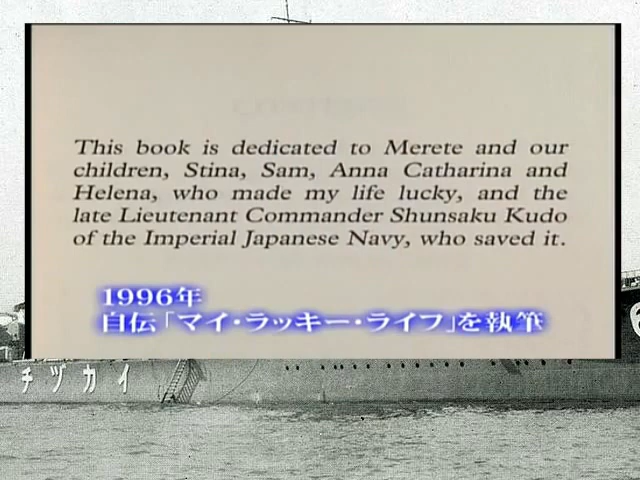 This book is dedicated to Merete and our
children, Stina, Sam, Anna Catharina and
Helena, who made my life lucky, and the
late Lieutenant Commander Shunsaku Kudo
of the Imperial Japanese Navy, who saved it.
1996年
自伝「マイ・ラッキー・ライフ」を執筆
チヅカイ
6